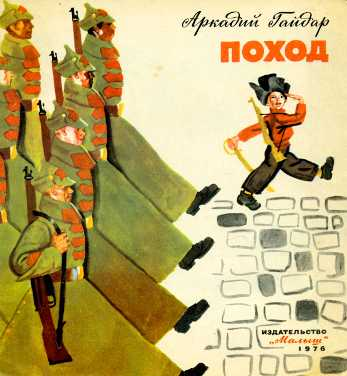 Аркадий Гайдар
ПОХОД
ИЗДАТЕЛЬСТВО
„Малыш“
1976